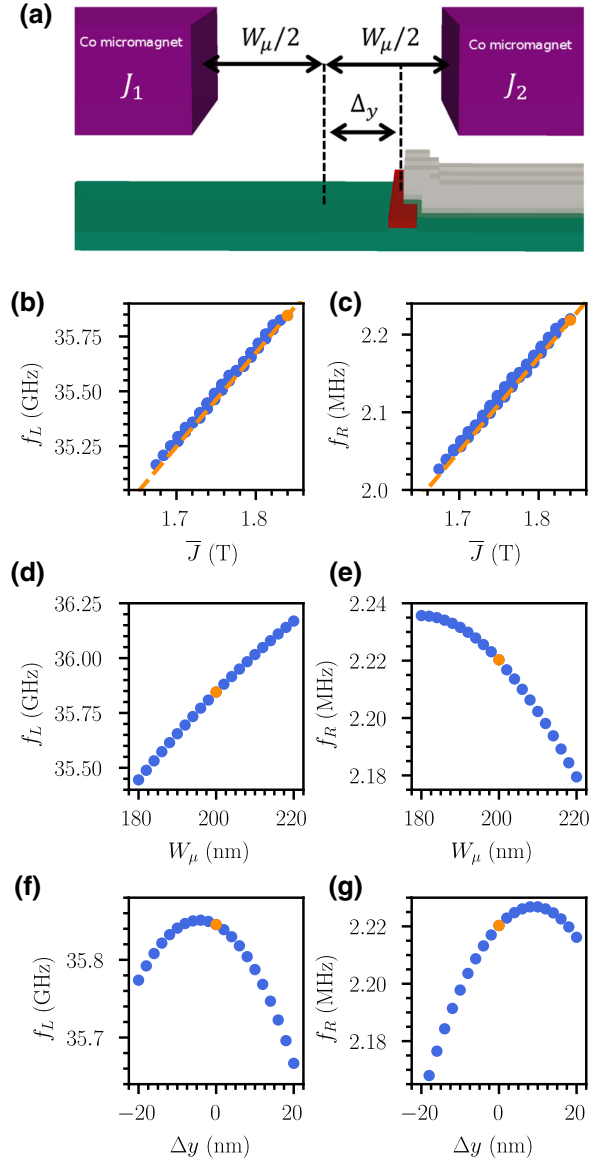 (a)
Co micromagnet
J₁
W_μ/2
W_μ/2
Co micromagnet
J₂
Δ_y
(b)
f_L (GHz)
35.75
35.50
35.25
1.7
1.8
J̅ (T)
(c)
f_R (MHz)
2.2
2.1
2.0
1.7
1.8
J̅ (T)
(d)
f_L (GHz)
36.25
36.00
35.75
35.50
180
200
220
W_μ (nm)
(e)
f_R (MHz)
2.24
2.22
2.20
2.18
180
200
220
W_μ (nm)
(f)
f_L (GHz)
35.8
35.7
−20
0
20
Δy (nm)
(g)
f_R (MHz)
2.22
2.20
2.18
−20
0
20
Δy (nm)